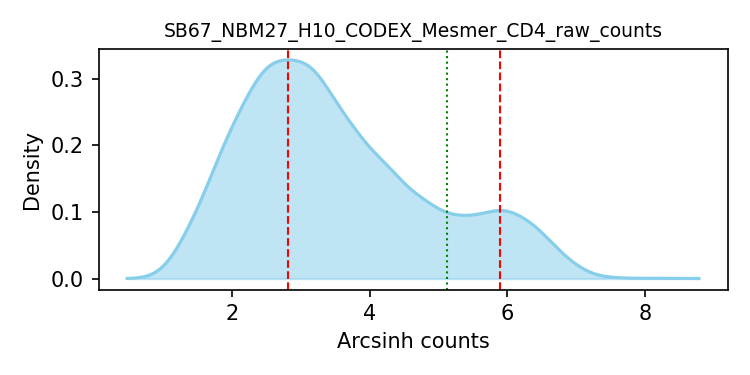 SB67_NBM27_H10_CODEX_Mesmer_CD4_raw_counts
Density
0.3
0.2
0.1
0.0
2 4 6 8
Arcsinh counts